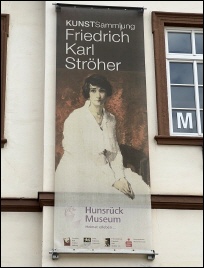 KUNSTSammlung
Friedrich
Karl
Ströher
M
Hunsrück
Museum